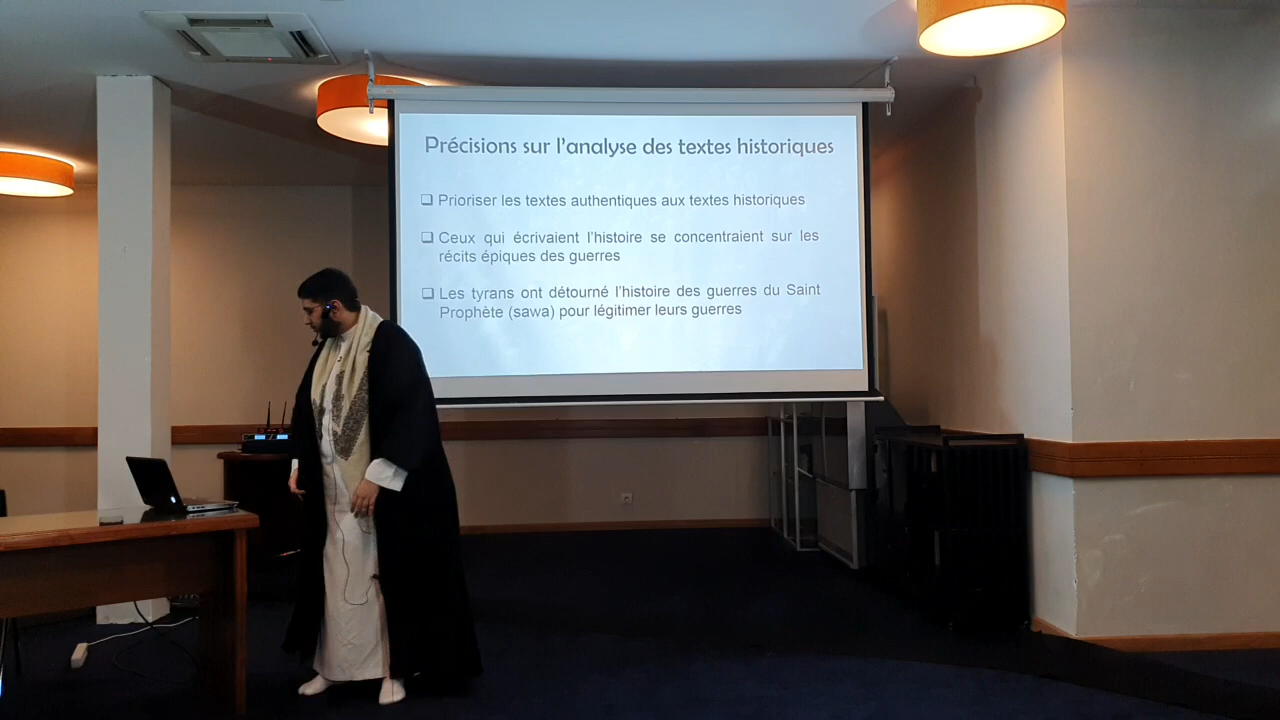 Précisions sur l'analyse des textes historiques
❑ Prioriser les textes authentiques aux textes historiques
❑ Ceux qui écrivaient l'histoire se concentraient sur les
récits épiques des guerres
❑ Les tyrans ont détourné l'histoire des guerres du Saint
Prophète (sawa) pour légitimer leurs guerres